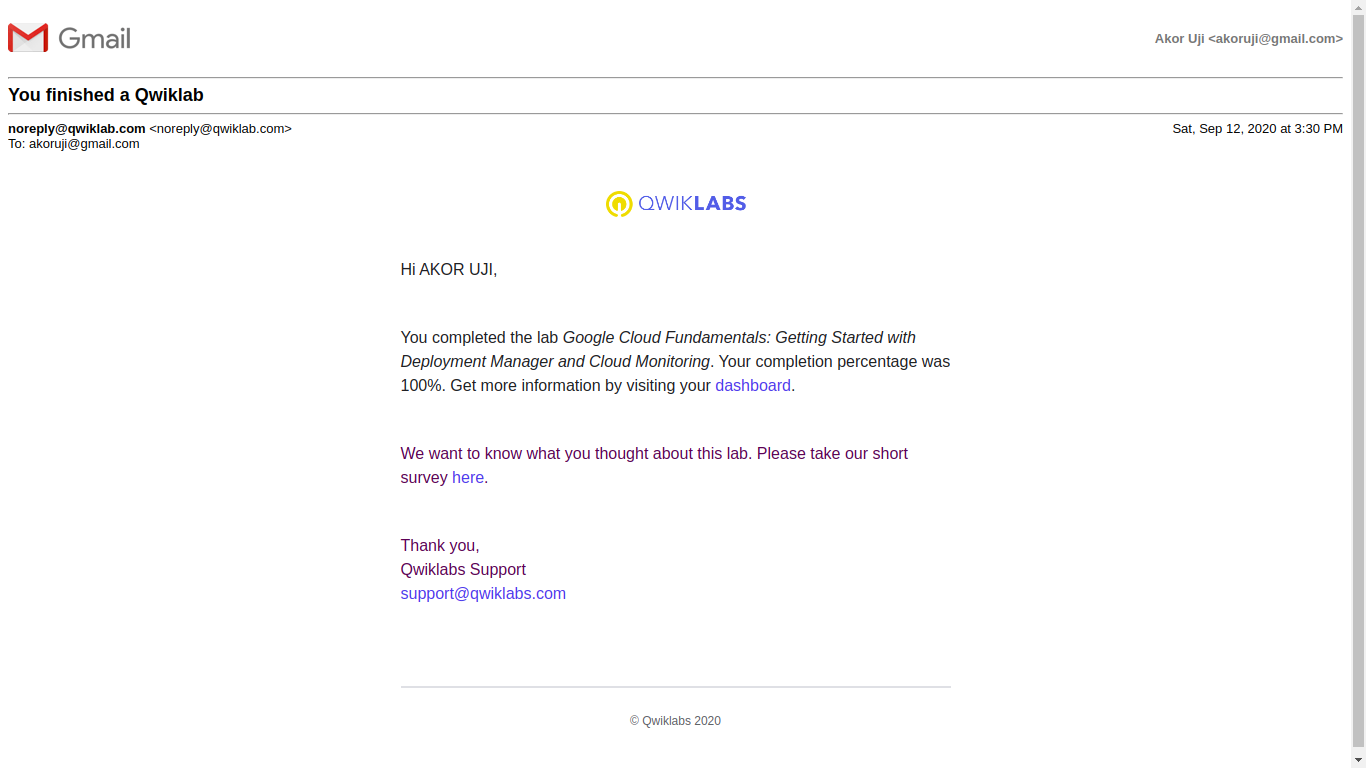 Gmail
Akor Uji <akoruji@gmail.com>
You finished a Qwiklab
noreply@qwiklab.com <noreply@qwiklab.com>
Sat, Sep 12, 2020 at 3:30 PM
To: akoruji@gmail.com
QWIKLABS
Hi AKOR UJI,
You completed the lab Google Cloud Fundamentals: Getting Started with
Deployment Manager and Cloud Monitoring. Your completion percentage was
100%. Get more information by visiting your dashboard.
We want to know what you thought about this lab. Please take our short
survey here.
Thank you,
Qwiklabs Support
support@qwiklabs.com
© Qwiklabs 2020